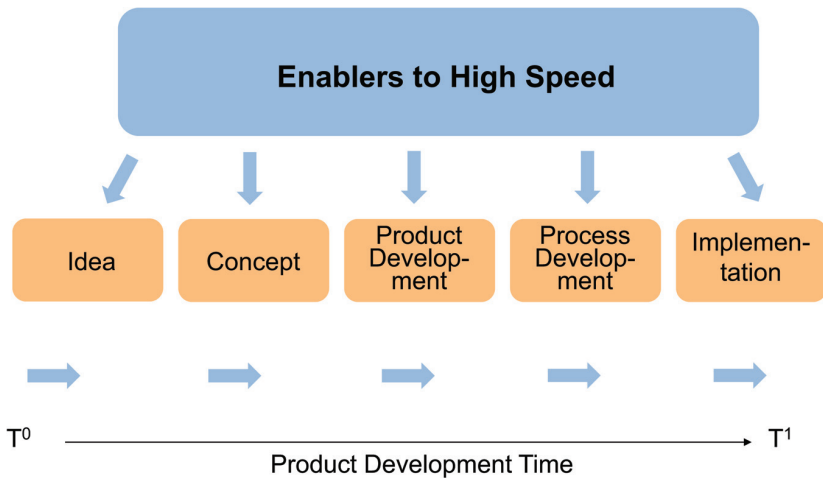 Enablers to High Speed
Idea
Concept
Product
Develop-
ment
Process
Develop-
ment
Implemen-
tation
T⁰
T¹
Product Development Time